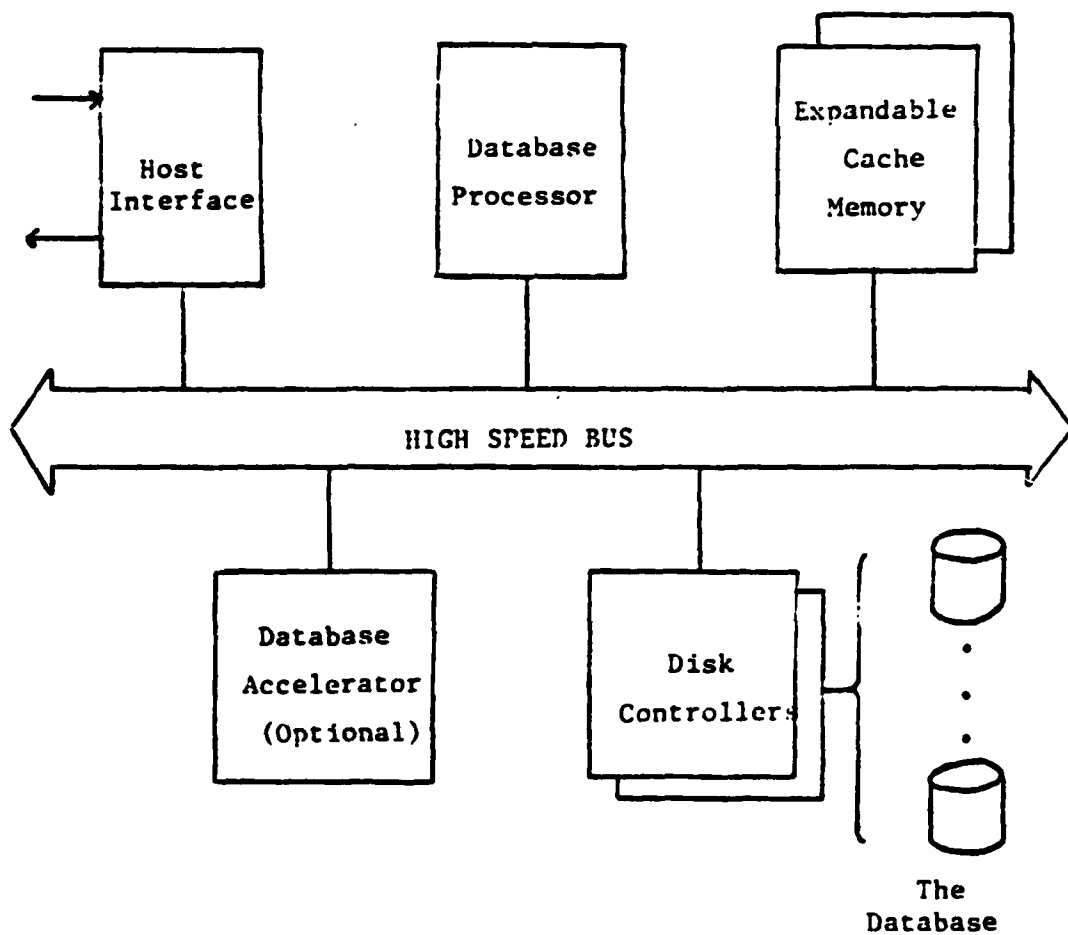 Host
Interface
Database
Processor
Expandable
Cache
Memory
HIGH SPEED BUS
Database
Accelerator
(Optional)
Disk
Controllers
The
Database